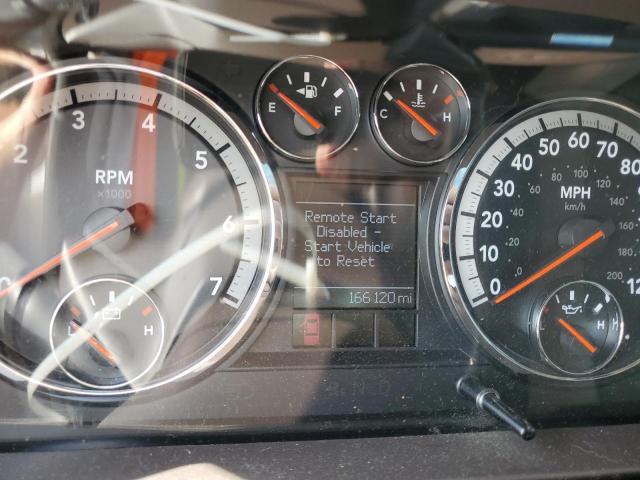 E F
C H
2 3 4 5 6 7
0
RPM
x1000
L H
Remote Start
Disabled -
Start Vehicle
to Reset
166120 mi
0 10 20 30 40 50 60 70 80
MPH
km/h
20 40 60 80 100 120 140 160 180 200
L H